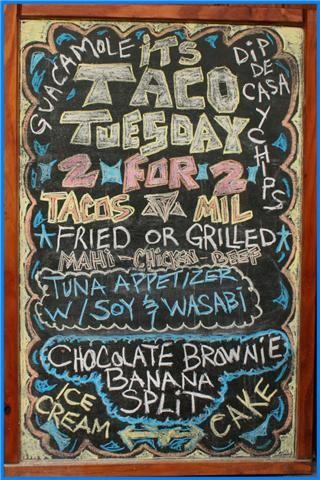 GUACAMOLE
ITS
DIP DE CASA Y CHIPS
TACO
TUESDAY
2 FOR 2
TACOS MIL
FRIED OR GRILLED
MAHI - CHICKEN - BEEF
TUNA APPETIZER
W/ SOY & WASABI
CHOCOLATE BROWNIE
BANANA
SPLIT
ICE CREAM CAKE